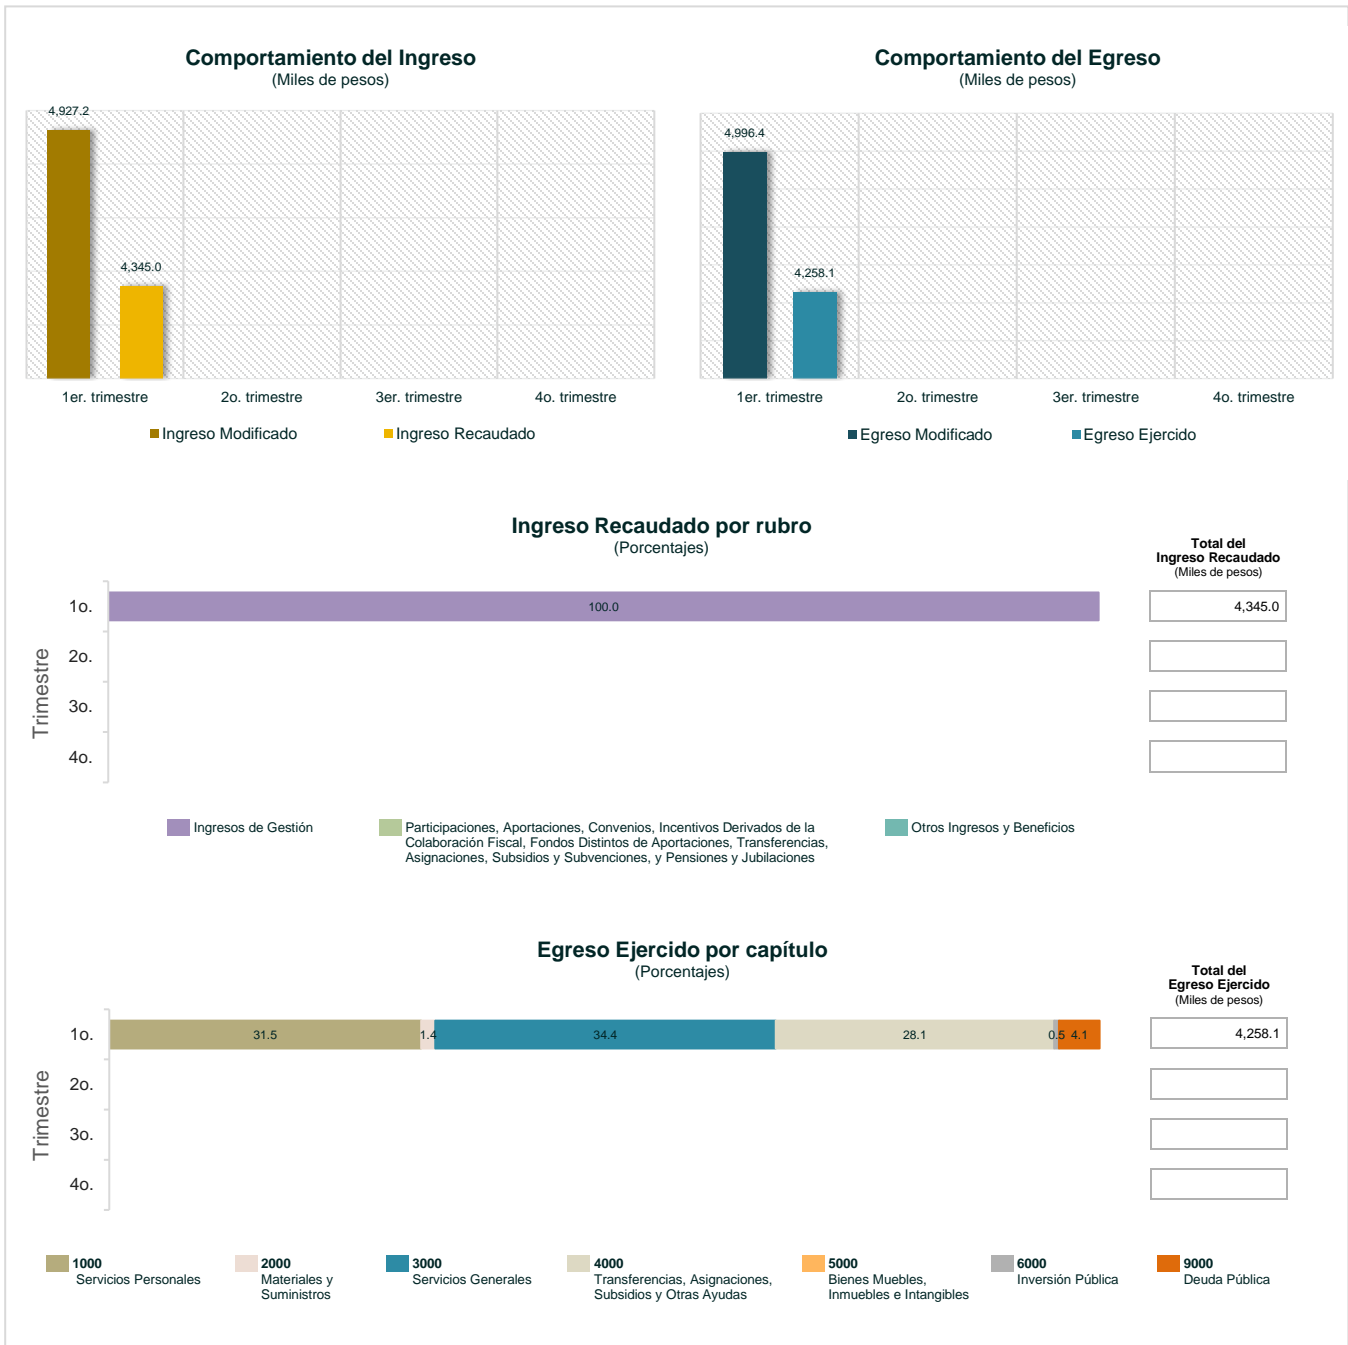 Comportamiento del Ingreso
(Miles de pesos)
4,927.2
4,345.0
1er. trimestre 2o. trimestre 3er. trimestre 4o. trimestre
Ingreso Modificado Ingreso Recaudado
Comportamiento del Egreso
(Miles de pesos)
4,996.4
4,258.1
1er. trimestre 2o. trimestre 3er. trimestre 4o. trimestre
Egreso Modificado Egreso Ejercido
Ingreso Recaudado por rubro
(Porcentajes)
Total del
Ingreso Recaudado
(Miles de pesos)
Trimestre
1o. 100.0 4,345.0
2o.
3o.
4o.
Ingresos de Gestión
Participaciones, Aportaciones, Convenios, Incentivos Derivados de la
Colaboración Fiscal, Fondos Distintos de Aportaciones, Transferencias,
Asignaciones, Subsidios y Subvenciones, y Pensiones y Jubilaciones
Otros Ingresos y Beneficios
Egreso Ejercido por capítulo
(Porcentajes)
Total del
Egreso Ejercido
(Miles de pesos)
Trimestre
1o. 31.5 1.4 34.4 28.1 0.5 4.1 4,258.1
2o.
3o.
4o.
1000
Servicios Personales
2000
Materiales y
Suministros
3000
Servicios Generales
4000
Transferencias, Asignaciones,
Subsidios y Otras Ayudas
5000
Bienes Muebles,
Inmuebles e Intangibles
6000
Inversión Pública
9000
Deuda Pública